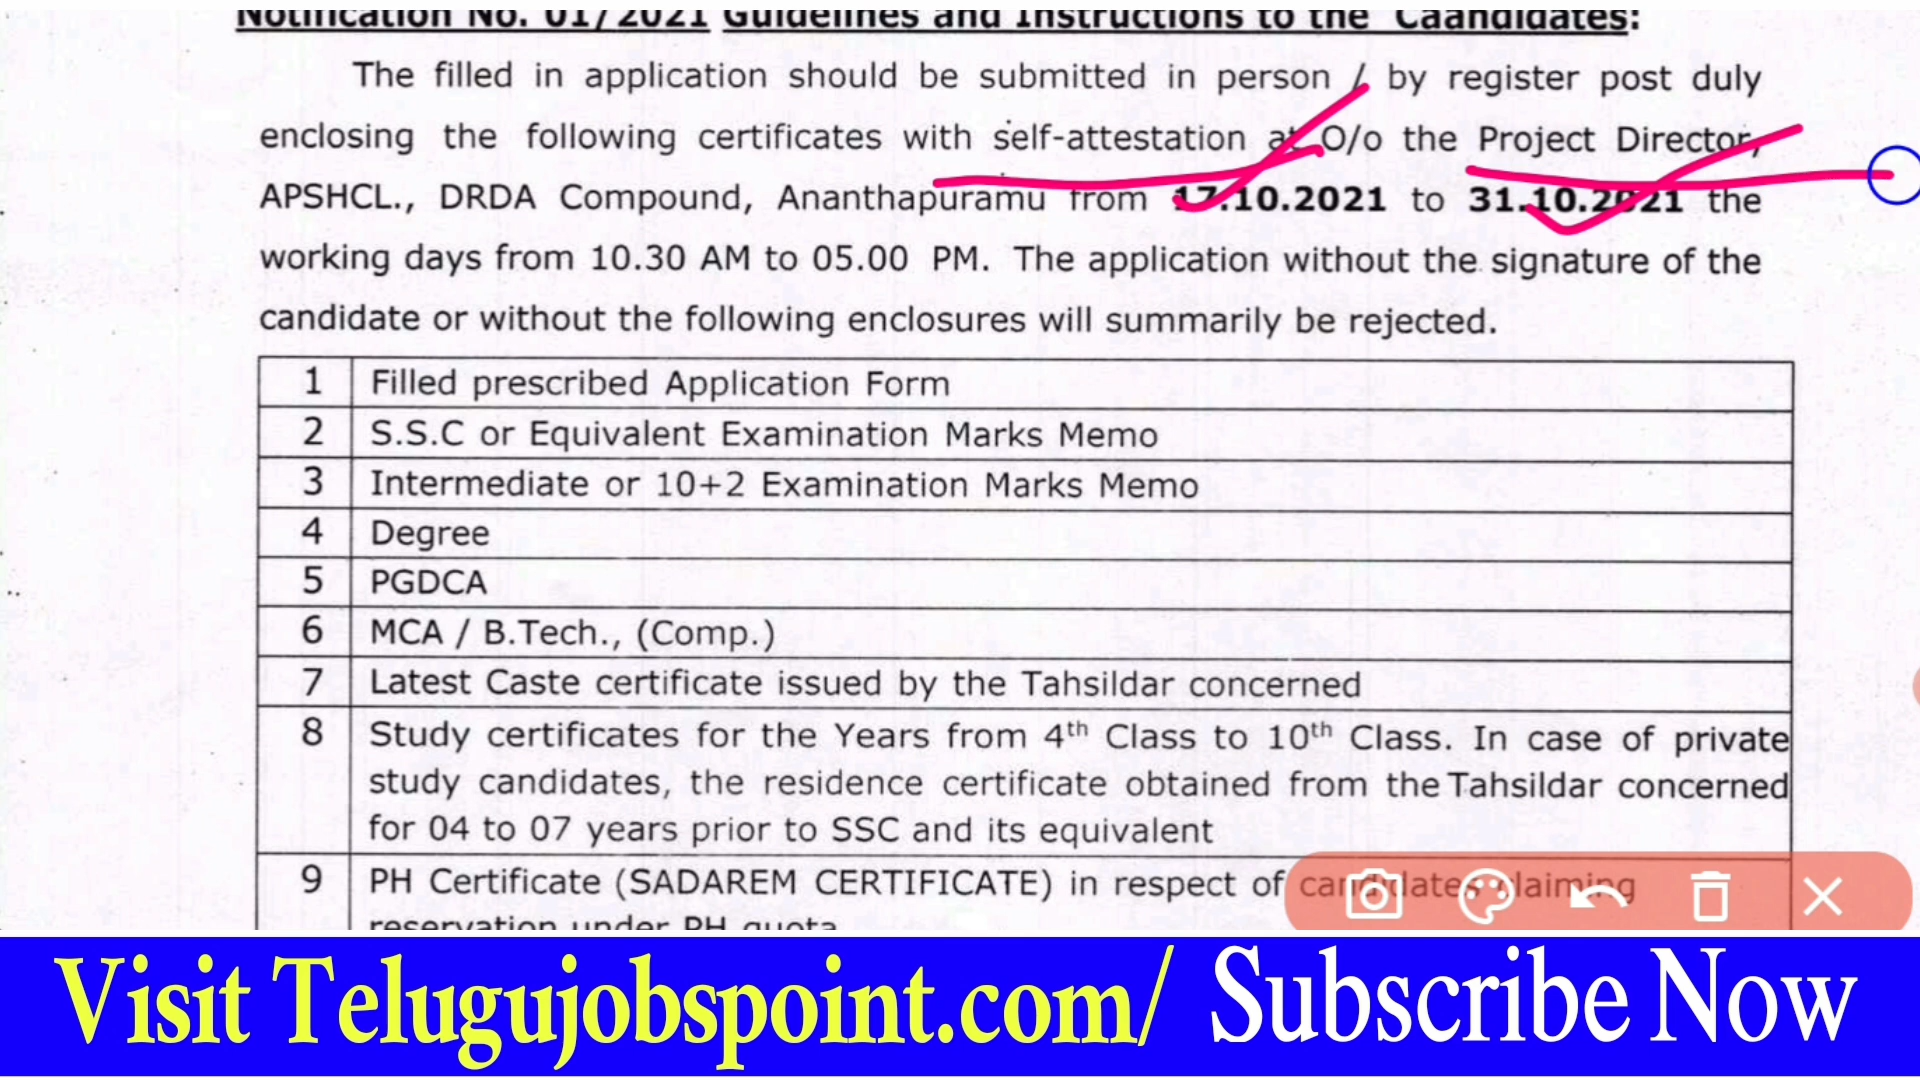 Notification No. 01/2021 Guidelines and Instructions to the Caandidates:
The filled in application should be submitted in person / by register post duly
enclosing the following certificates with self-attestation at O/o the Project Director,
APSHCL., DRDA Compound, Ananthapuramu from 17.10.2021 to 31.10.2021 the
working days from 10.30 AM to 05.00 PM. The application without the signature of the
candidate or without the following enclosures will summarily be rejected.
1 Filled prescribed Application Form
2 S.S.C or Equivalent Examination Marks Memo
3 Intermediate or 10+2 Examination Marks Memo
4 Degree
5 PGDCA
6 MCA / B.Tech., (Comp.)
7 Latest Caste certificate issued by the Tahsildar concerned
8 Study certificates for the Years from 4th Class to 10th Class. In case of private
study candidates, the residence certificate obtained from the Tahsildar concerned
for 04 to 07 years prior to SSC and its equivalent
9 PH Certificate (SADAREM CERTIFICATE) in respect of candidates claiming
reservation under PH quota
Visit Telugujobspoint.com/ Subscribe Now